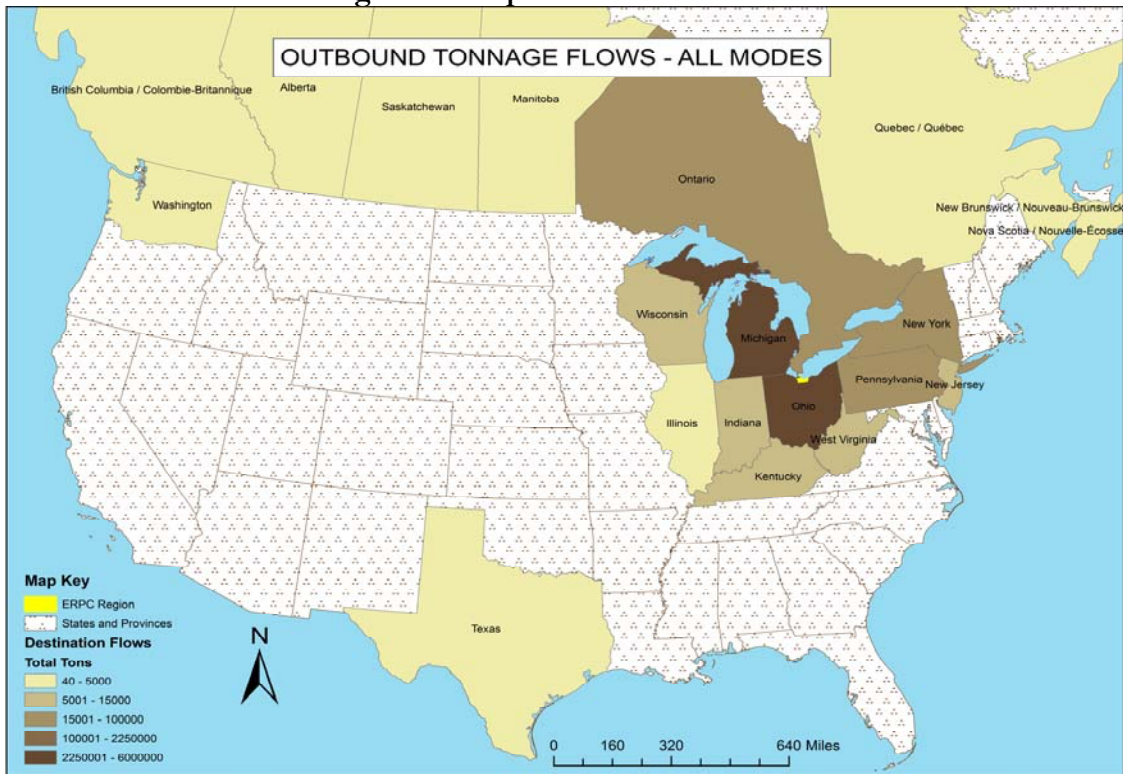 OUTBOUND TONNAGE FLOWS - ALL MODES
British Columbia / Colombie-Britannique
Alberta
Saskatchewan
Manitoba
Quebec / Québec
Ontario
Washington
New Brunswick / Nouveau-Brunswick
Nova Scotia / Nouvelle-Écosse
Wisconsin
Michigan
New York
Pennsylvania
New Jersey
Illinois
Indiana
Ohio
West Virginia
Kentucky
Texas
Map Key
ERPC Region
States and Provinces
Destination Flows
Total Tons
40 - 5000
5001 - 15000
15001 - 100000
100001 - 2250000
2250001 - 6000000
N
0 160 320 640 Miles